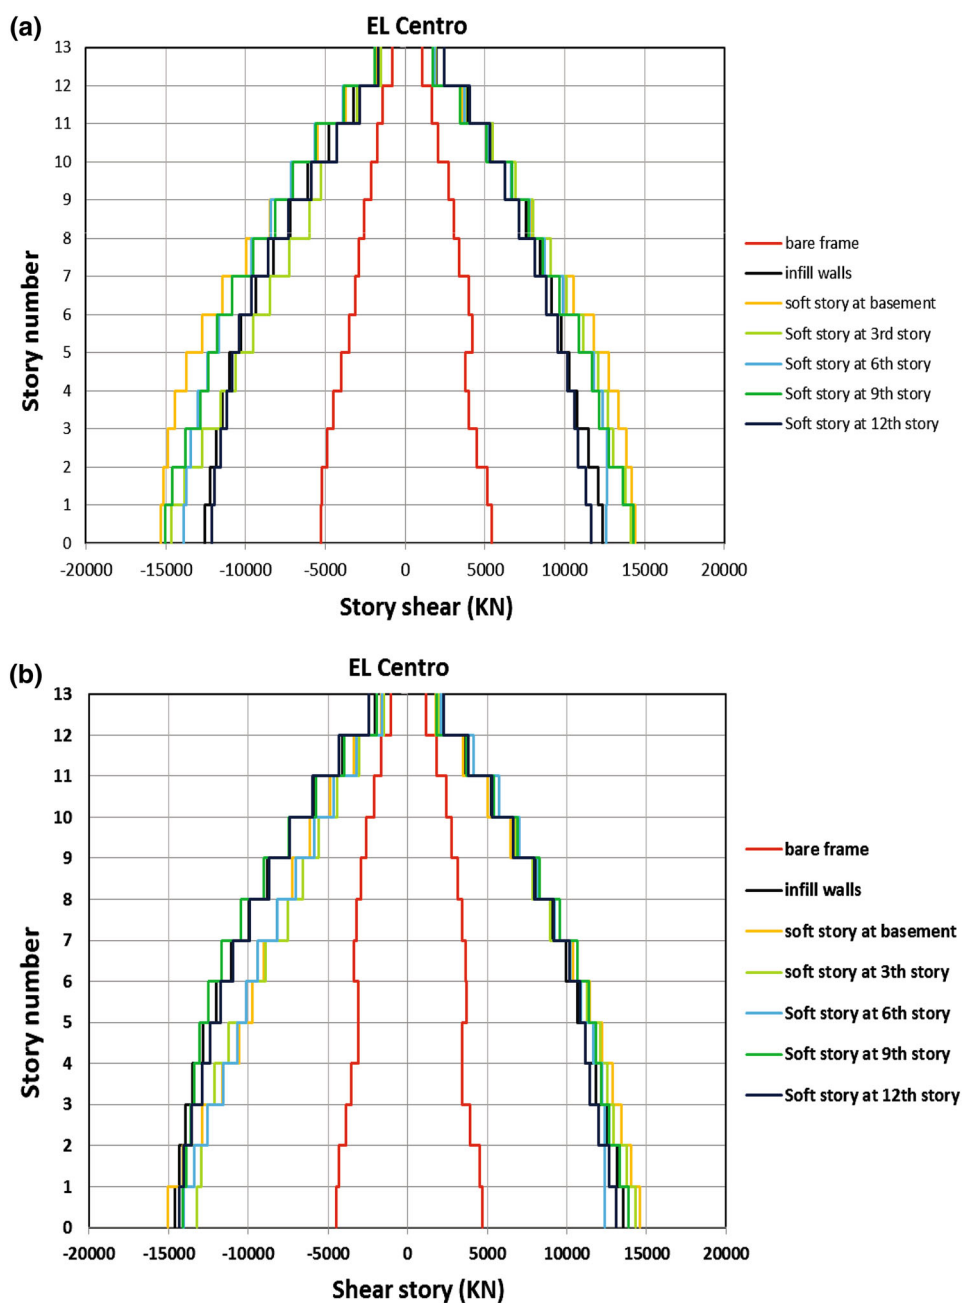 (a)
EL Centro
13
12
11
10
9
8
7
6
5
4
3
2
1
0
Story number
-20000 -15000 -10000 -5000 0 5000 10000 15000 20000
Story shear (KN)
bare frame
infill walls
soft story at basement
Soft story at 3rd story
Soft story at 6th story
Soft story at 9th story
Soft story at 12th story
(b)
EL Centro
13
12
11
10
9
8
7
6
5
4
3
2
1
0
Story number
-20000 -15000 -10000 -5000 0 5000 10000 15000 20000
Shear story (KN)
bare frame
infill walls
soft story at basement
soft story at 3th story
Soft story at 6th story
Soft story at 9th story
Soft story at 12th story